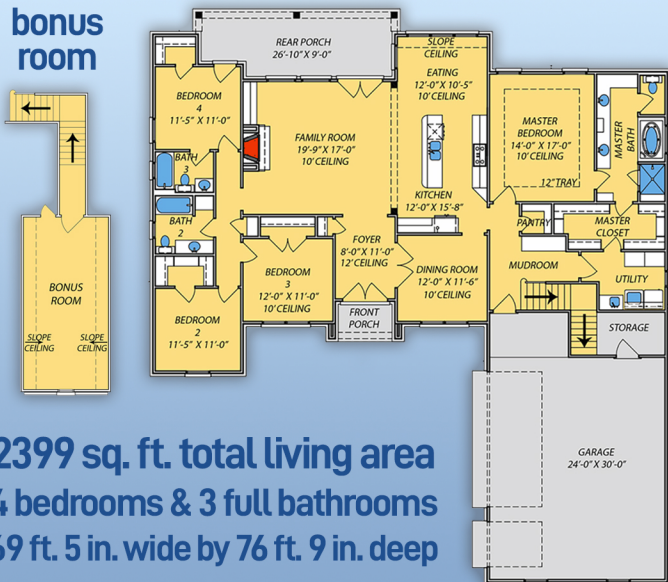 bonus
room
REAR PORCH
26'-10" X 9'-0"
SLOPE
CEILING
EATING
12'-0" X 10'-5"
10' CEILING
BEDROOM
4
11'-5" X 11'-0"
FAMILY ROOM
19'-9" X 17'-0"
10' CEILING
MASTER
BEDROOM
14'-0" X 17'-0"
10' CEILING
12" TRAY
MASTER
BATH
BATH
3
KITCHEN
12'-0" X 15'-8"
BATH
2
PANTRY
MASTER
CLOSET
FOYER
8'-0" X 11'-0"
12' CEILING
BEDROOM
3
12'-0" X 11'-0"
10' CEILING
DINING ROOM
12'-0" X 11'-6"
10' CEILING
MUDROOM
UTILITY
BONUS
ROOM
SLOPE
CEILING
SLOPE
CEILING
BEDROOM
2
11'-5" X 11'-0"
FRONT
PORCH
STORAGE
GARAGE
24'-0" X 30'-0"
2399 sq. ft. total living area
4 bedrooms & 3 full bathrooms
69 ft. 5 in. wide by 76 ft. 9 in. deep